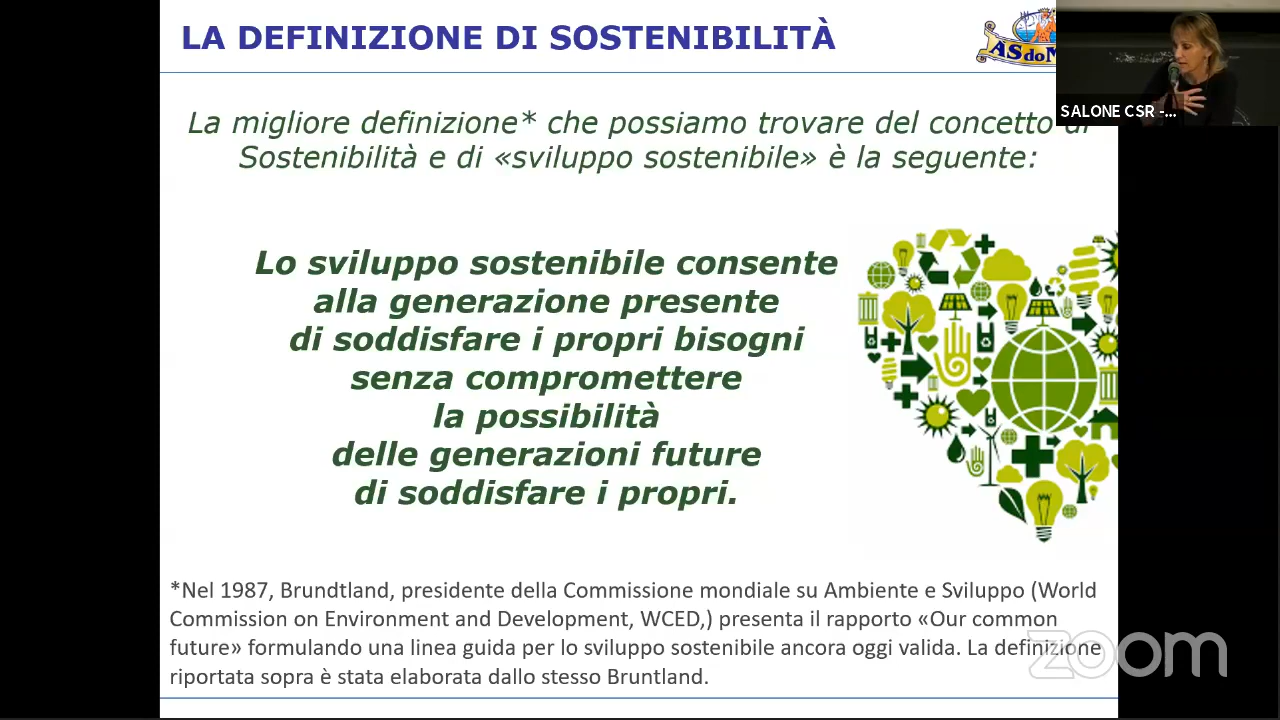 LA DEFINIZIONE DI SOSTENIBILITÀ
ASdoM
SALONE CSR -...
La migliore definizione* che possiamo trovare del concetto di
Sostenibilità e di «sviluppo sostenibile» è la seguente:
Lo sviluppo sostenibile consente
alla generazione presente
di soddisfare i propri bisogni
senza compromettere
la possibilità
delle generazioni future
di soddisfare i propri.
*Nel 1987, Brundtland, presidente della Commissione mondiale su Ambiente e Sviluppo (World
Commission on Environment and Development, WCED,) presenta il rapporto «Our common
future» formulando una linea guida per lo sviluppo sostenibile ancora oggi valida. La definizione
riportata sopra è stata elaborata dallo stesso Bruntland.
zoom